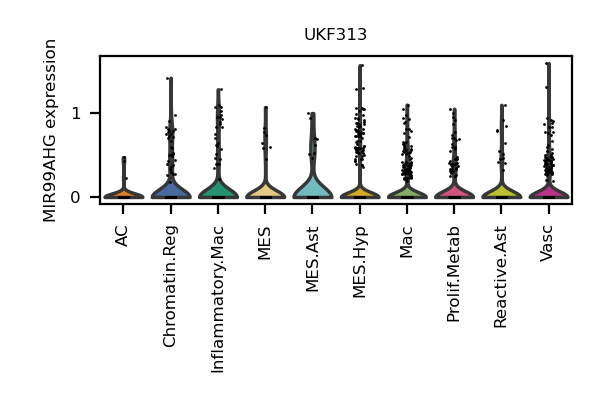 UKF313
MIR99AHG expression
1
0
AC
Chromatin.Reg
Inflammatory.Mac
MES
MES.Ast
MES.Hyp
Mac
Prolif.Metab
Reactive.Ast
Vasc